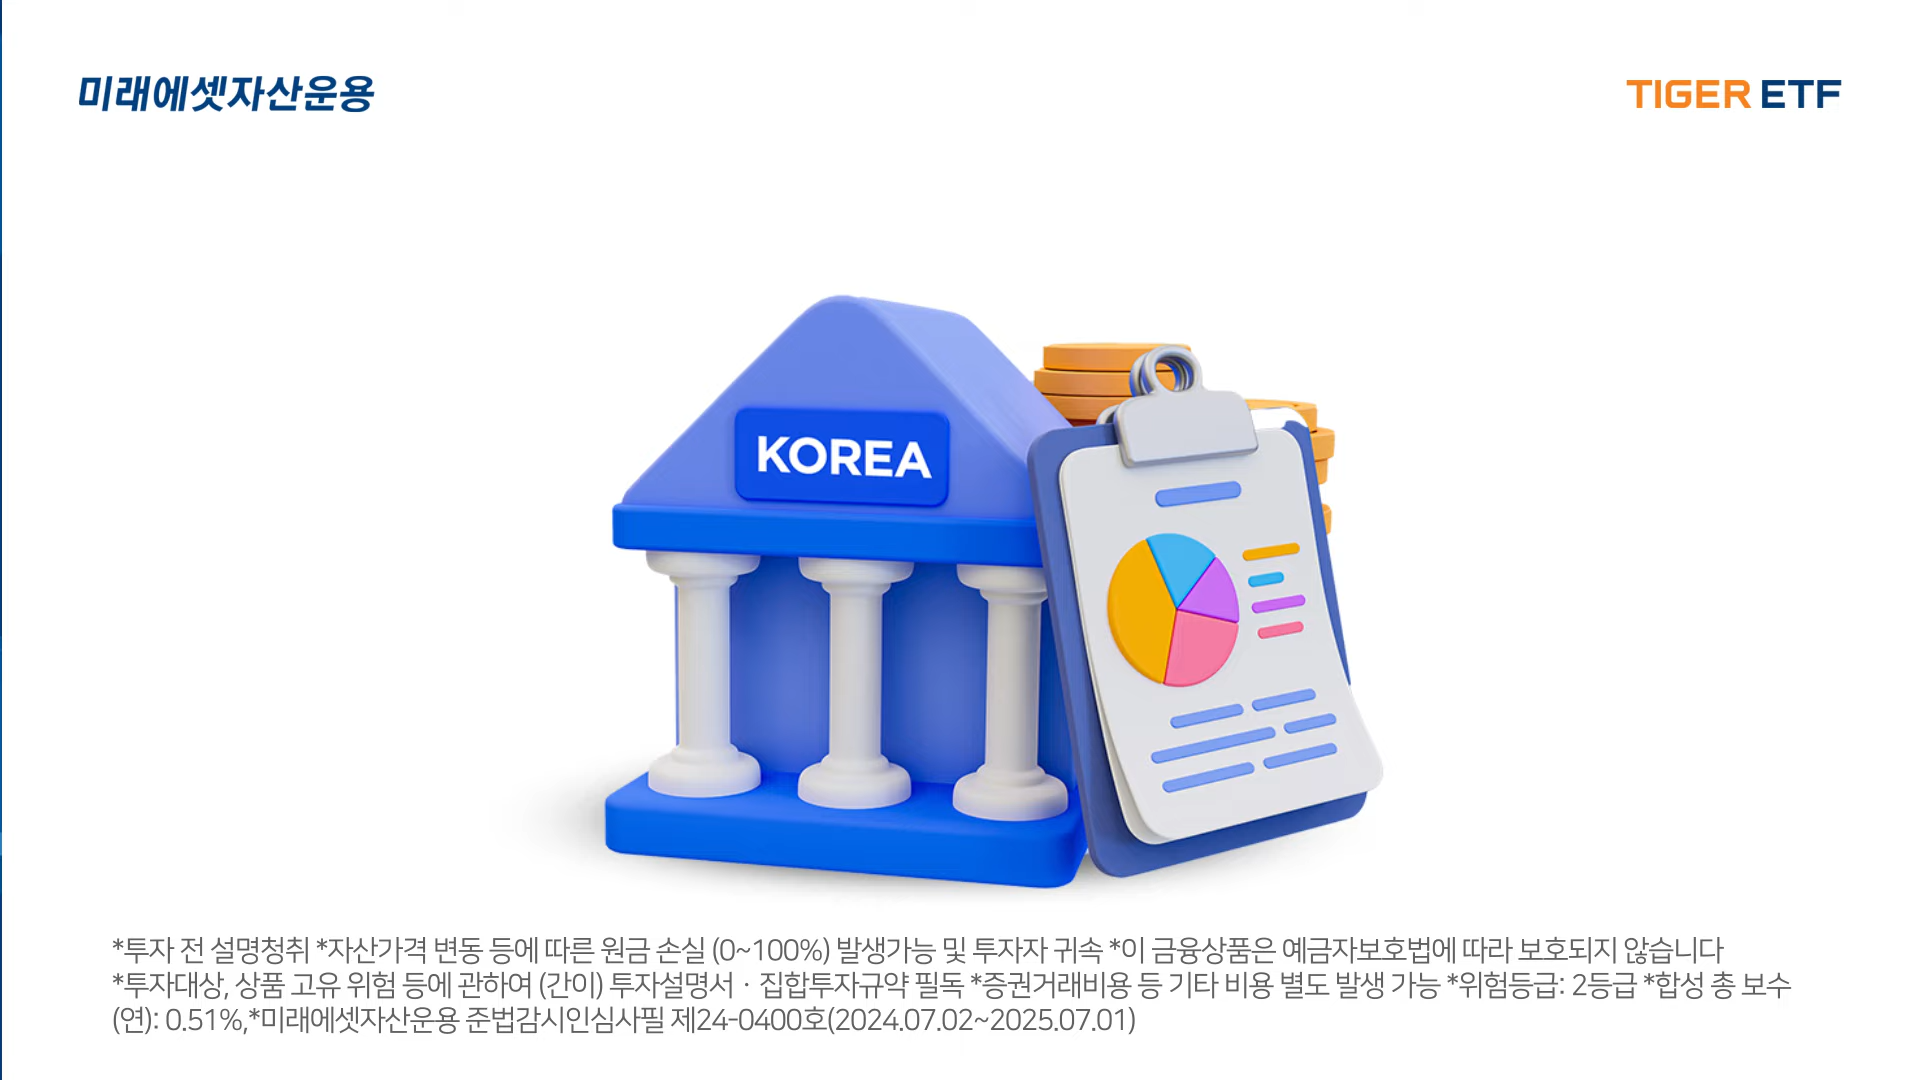 미래에셋자산운용
TIGER ETF
KOREA
*투자 전 설명청취 *자산가격 변동 등에 따른 원금 손실 (0~100%) 발생가능 및 투자자 귀속 *이 금융상품은 예금자보호법에 따라 보호되지 않습니다
*투자대상, 상품 고유 위험 등에 관하여 (간이) 투자설명서 · 집합투자규약 필독 *증권거래비용 등 기타 비용 별도 발생 가능 *위험등급: 2등급 *합성 총 보수
(연): 0.51%,*미래에셋자산운용 준법감시인심사필 제24-0400호(2024.07.02~2025.07.01)